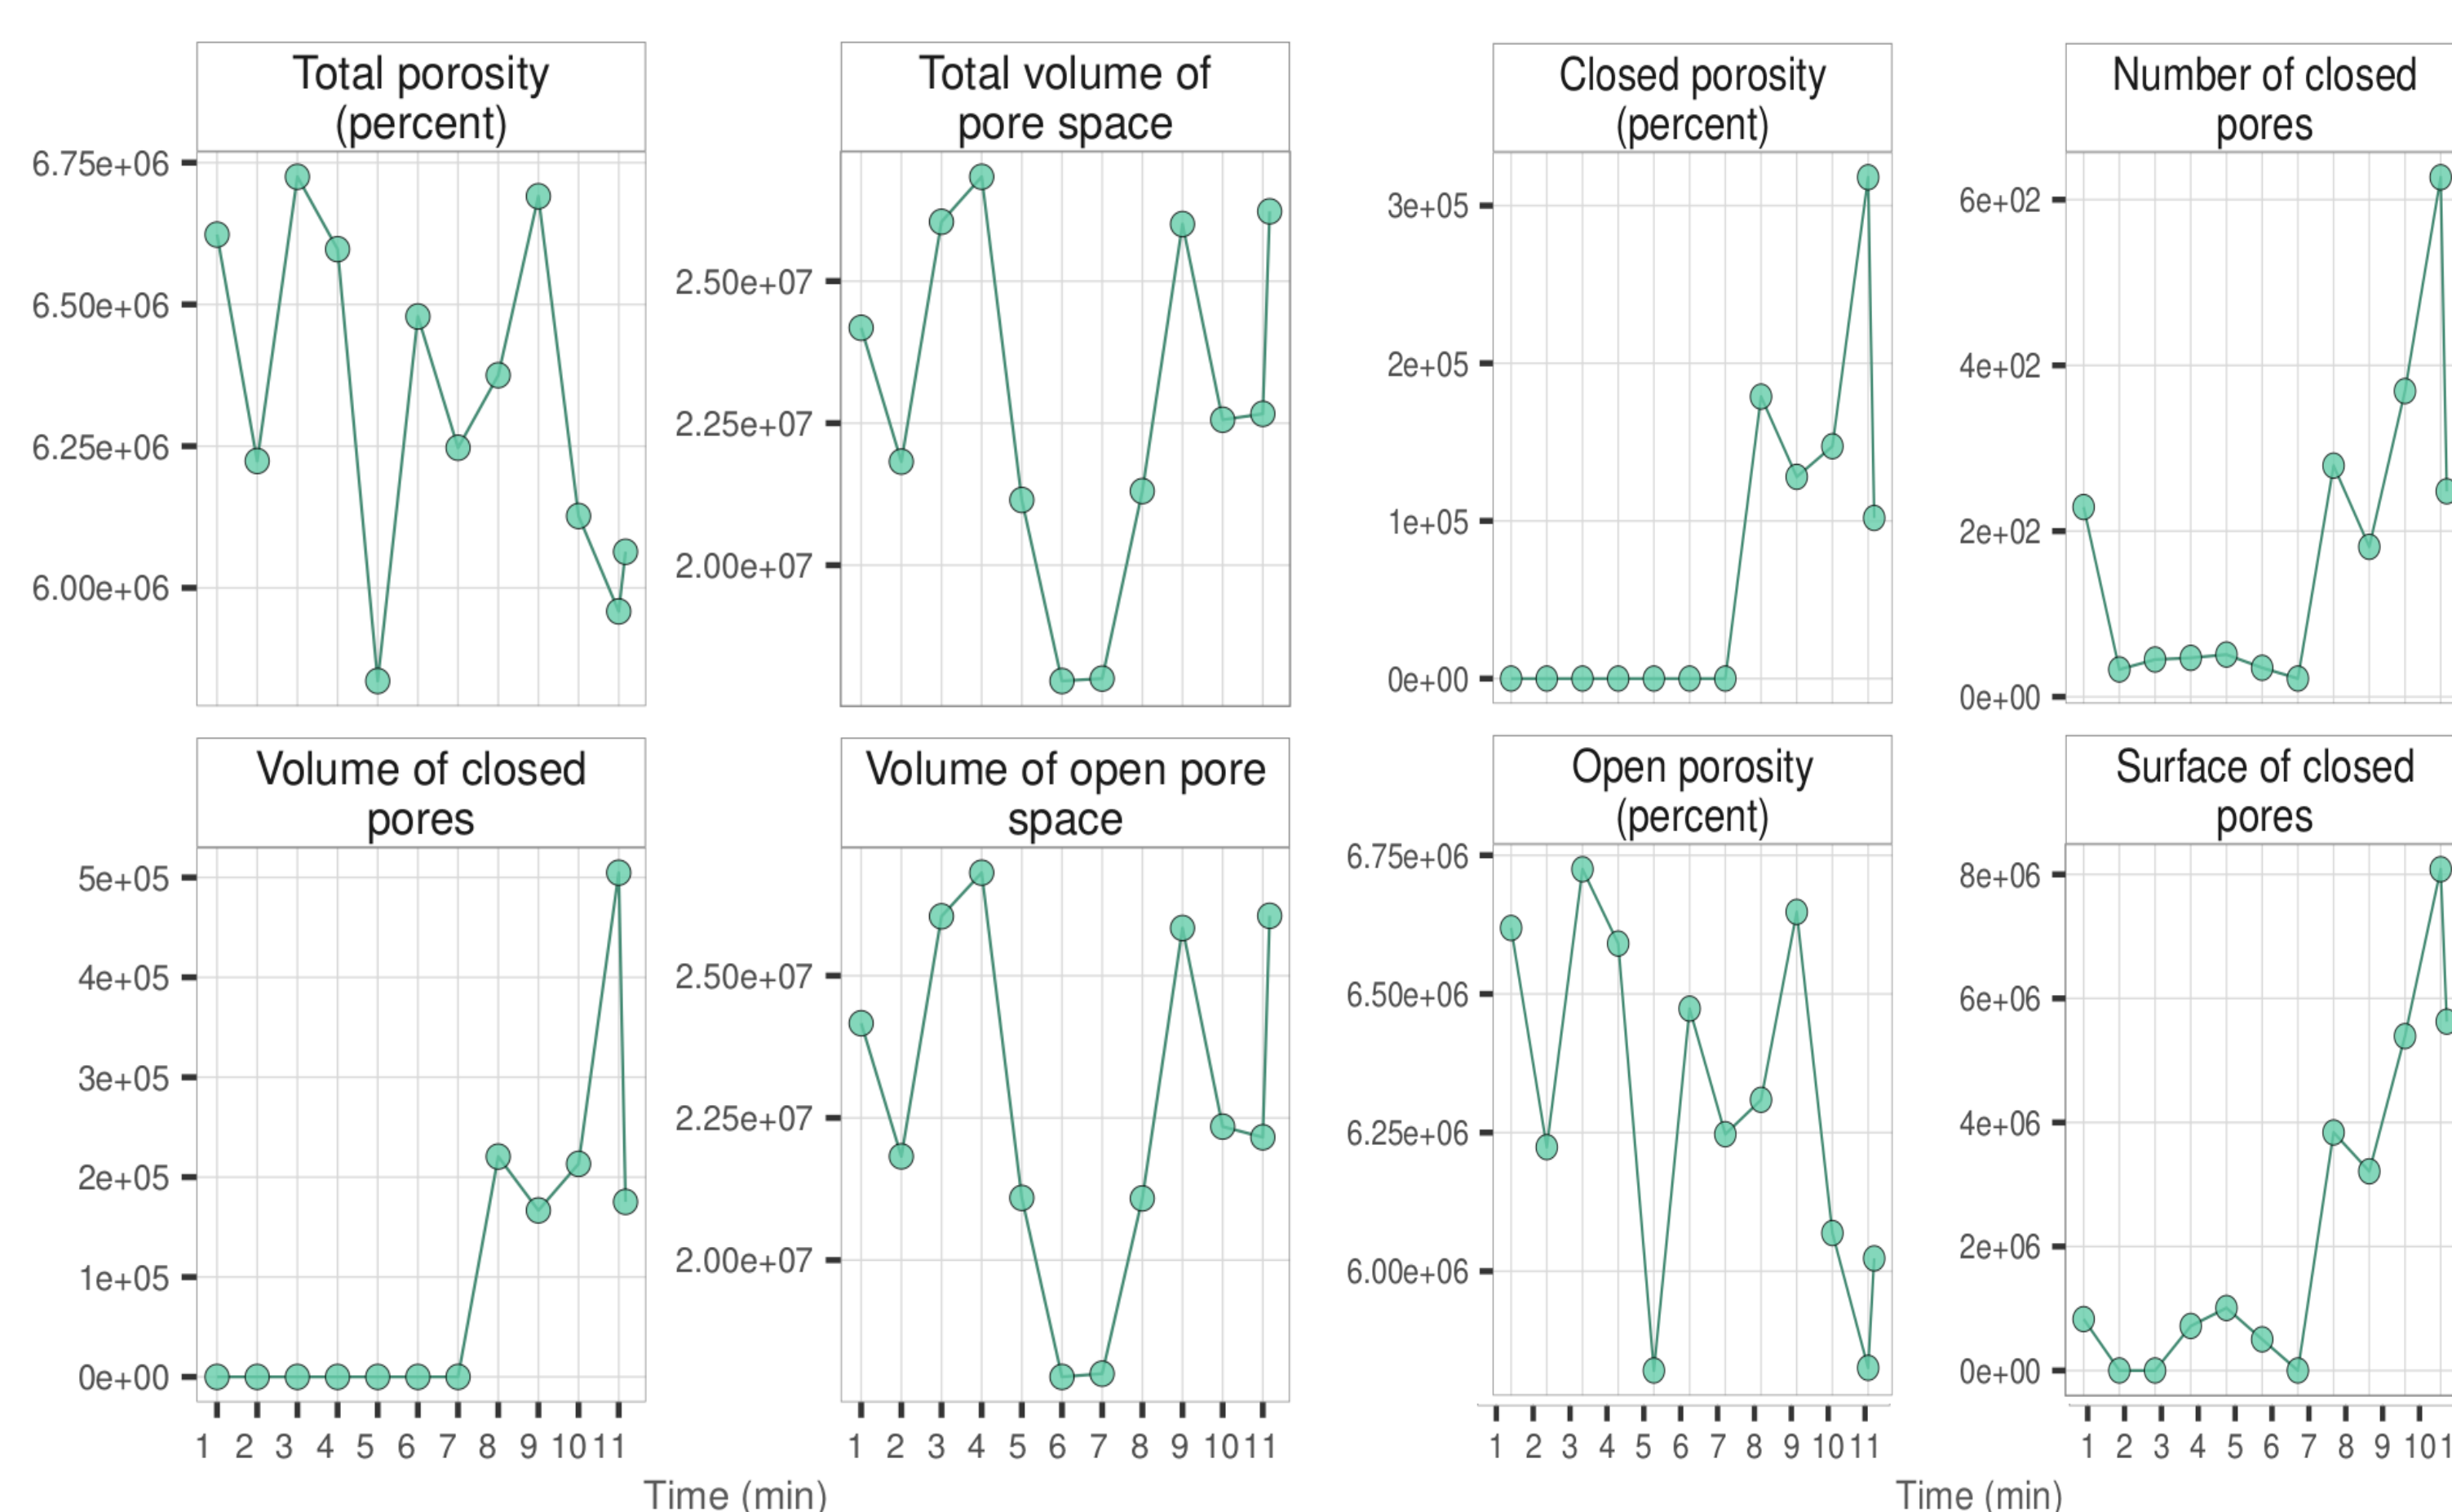 Total porosity
(percent)
6.75e+06
6.50e+06
6.25e+06
6.00e+06
Total volume of
pore space
2.50e+07
2.25e+07
2.00e+07
Closed porosity
(percent)
3e+05
2e+05
1e+05
0e+00
Number of closed
pores
6e+02
4e+02
2e+02
0e+00
Volume of closed
pores
5e+05
4e+05
3e+05
2e+05
1e+05
0e+00
1 2 3 4 5 6 7 8 9 10 11
Volume of open pore
space
2.50e+07
2.25e+07
2.00e+07
1 2 3 4 5 6 7 8 9 10 11
Time (min)
Open porosity
(percent)
6.75e+06
6.50e+06
6.25e+06
6.00e+06
1 2 3 4 5 6 7 8 9 10 11
Surface of closed
pores
8e+06
6e+06
4e+06
2e+06
0e+00
1 2 3 4 5 6 7 8 9 10 1
Time (min)